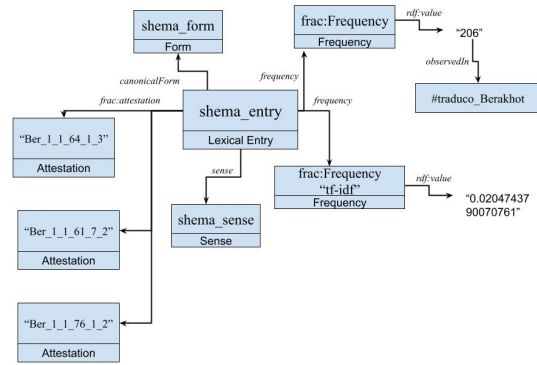 shema_form
Form
frac:Frequency
Frequency
rdf:value
“206”
observedIn
#traduco_Berakhot
canonicalForm
frequency
frac:attestation
shema_entry
Lexical Entry
frequency
“Ber_1_1_64_1_3”
Attestation
sense
frac:Frequency
“tf-idf”
Frequency
rdf:value
“0.02047437
90070761”
shema_sense
Sense
“Ber_1_1_61_7_2”
Attestation
“Ber_1_1_76_1_2”
Attestation